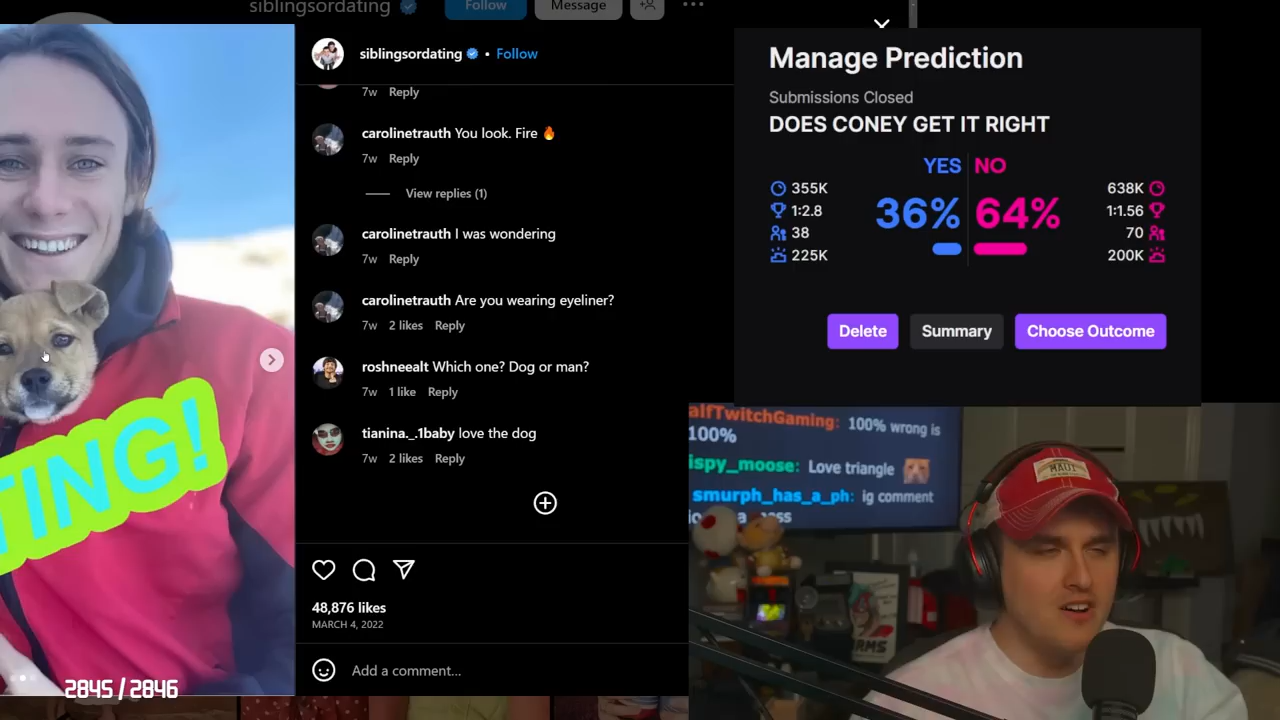 siblingsordating
Follow
Message
siblingsordating • Follow
7w Reply
carolinetrauth You look. Fire 🔥
7w Reply
View replies (1)
carolinetrauth I was wondering
7w Reply
carolinetrauth Are you wearing eyeliner?
7w 2 likes Reply
roshneealt Which one? Dog or man?
7w 1 like Reply
tianina._.1baby love the dog
7w 2 likes Reply
48,876 likes
MARCH 4, 2022
Add a comment...
TING!
2845 / 2846
Manage Prediction
Submissions Closed
DOES CONEY GET IT RIGHT
YES NO
355K
1:2.8
38
225K
36% 64%
638K
1:1.56
70
200K
Delete Summary Choose Outcome
alfTwitchGaming: 100% wrong is
100%
ispy_moose: Love triangle
smurph_has_a_ph: ig comment
MAUI